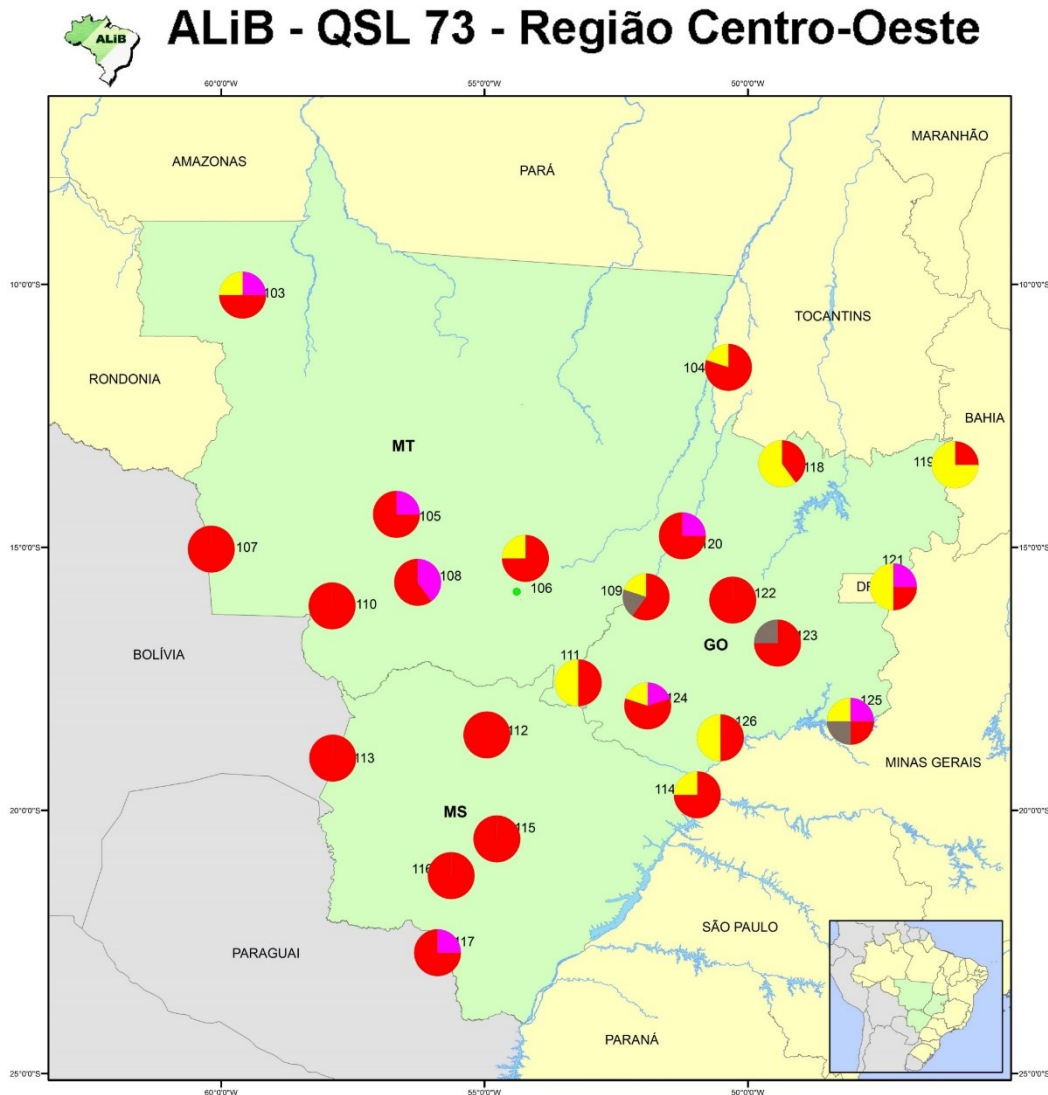 ALiB
ALiB - QSL 73 - Região Centro-Oeste
60°0'0"W 55°0'0"W 50°0'0"W
MARANHÃO
AMAZONAS
PARÁ
10°0'0"S
10°0'0"S
103
TOCANTINS
104
RONDONIA
BAHIA
MT
119
118
105
120
15°0'0"S
15°0'0"S
107
121
106
108
DF
109
122
110
123
GO
BOLÍVIA
111
124
125
126
112
113
MINAS GERAIS
114
20°0'0"S
20°0'0"S
MS
115
116
SÃO PAULO
117
PARAGUAI
PARANÁ
25°0'0"S
25°0'0"S
60°0'0"W 55°0'0"W 50°0'0"W